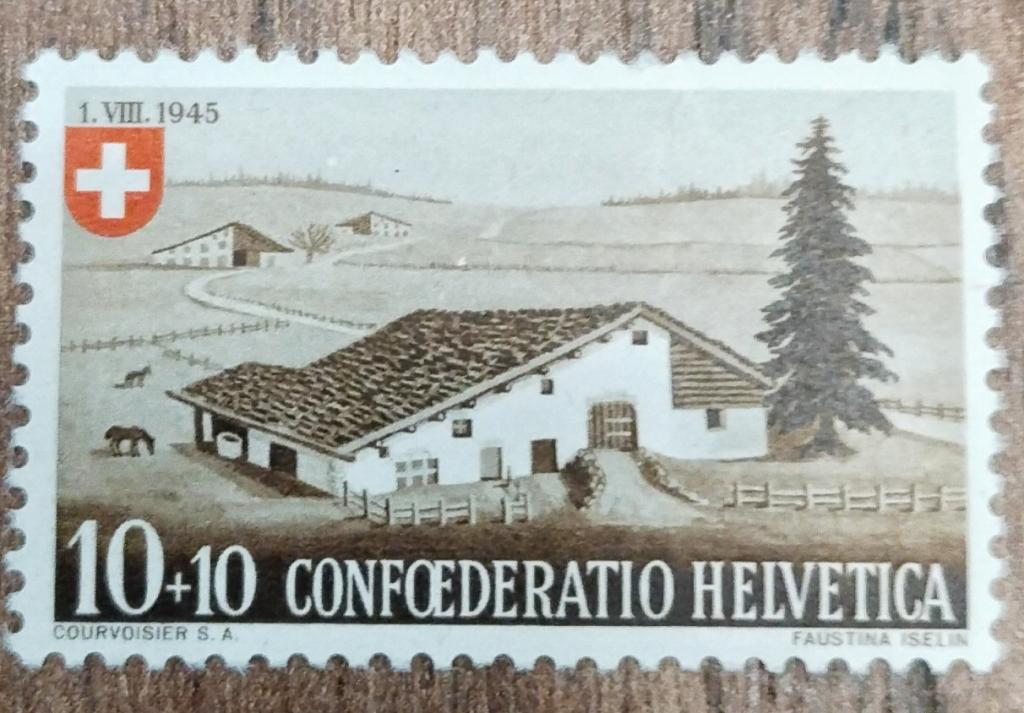 1. VIII. 1945
10+10 CONFŒDERATIO HELVETICA
COURVOISIER S. A. FAUSTINA ISELIN